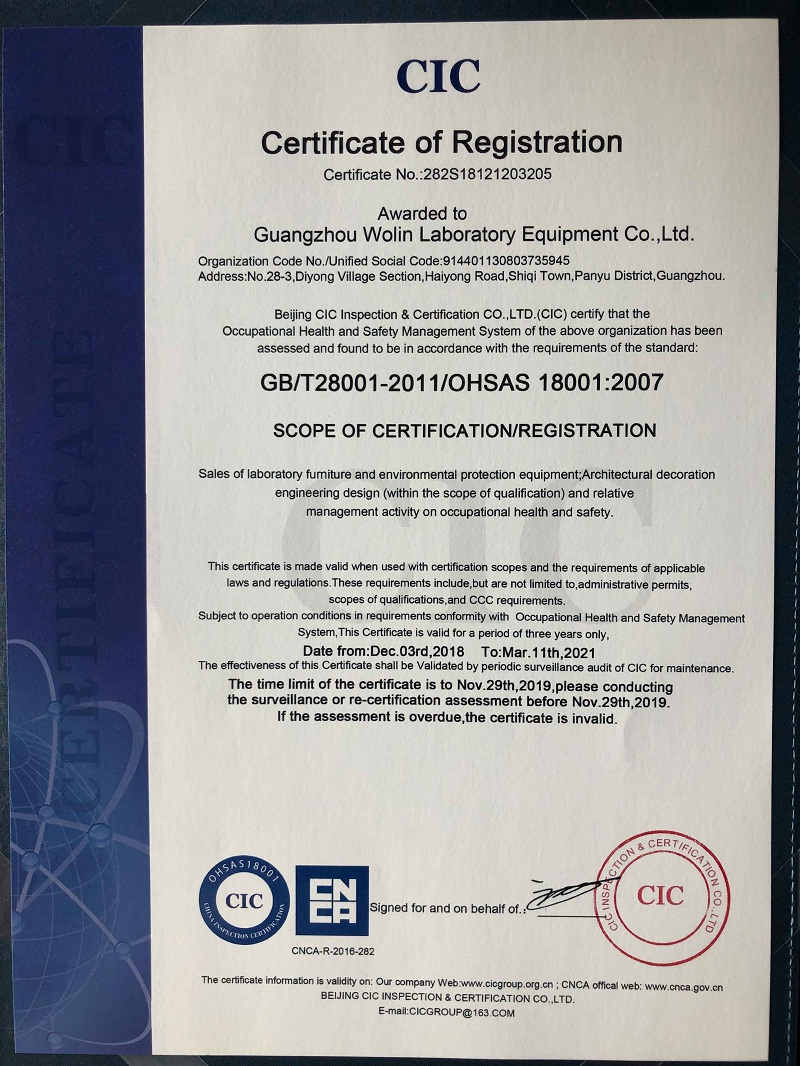 CIC
Certificate of Registration
Certificate No.:282S18121203205
Awarded to
Guangzhou Wolin Laboratory Equipment Co.,Ltd.
Organization Code No./Unified Social Code:914401130803735945
Address:No.28-3,Diyong Village Section,Haiyong Road,Shiqi Town,Panyu District,Guangzhou.
Beijing CIC Inspection & Certification CO.,LTD.(CIC) certify that the
Occupational Health and Safety Management System of the above organization has been
assessed and found to be in accordance with the requirements of the standard:
GB/T28001-2011/OHSAS 18001:2007
SCOPE OF CERTIFICATION/REGISTRATION
Sales of laboratory furniture and environmental protection equipment;Architectural decoration
engineering design (within the scope of qualification) and relative
management activity on occupational health and safety.
This certificate is made valid when used with certification scopes and the requirements of applicable
laws and regulations.These requirements include,but are not limited to,administrative permits,
scopes of qualifications,and CCC requirements.
Subject to operation conditions in requirements conformity with Occupational Health and Safety Management
System,This Certificate is valid for a period of three years only,
Date from:Dec.03rd,2018 To:Mar.11th,2021
The effectiveness of this Certificate shall be Validated by periodic surveillance audit of CIC for maintenance.
The time limit of the certificate is to Nov.29th,2019,please conducting
the surveillance or re-certification assessment before Nov.29th,2019.
If the assessment is overdue,the certificate is invalid.
CIC
CERTIFICATE
CIC
OHSAS18001
CIC
CHINA INSPECTION CERTIFICATION
CNCA
CNCA-R-2016-282
Signed for and on behalf of.:
CIC INSPECTION & CERTIFICATION CO.,LTD
CIC
The certificate information is validity on: Our company Web:www.cicgroup.org.cn ; CNCA offical web: www.cnca.gov.cn
BEIJING CIC INSPECTION & CERTIFICATION CO.,LTD.
E-mail:CICGROUP@163.COM